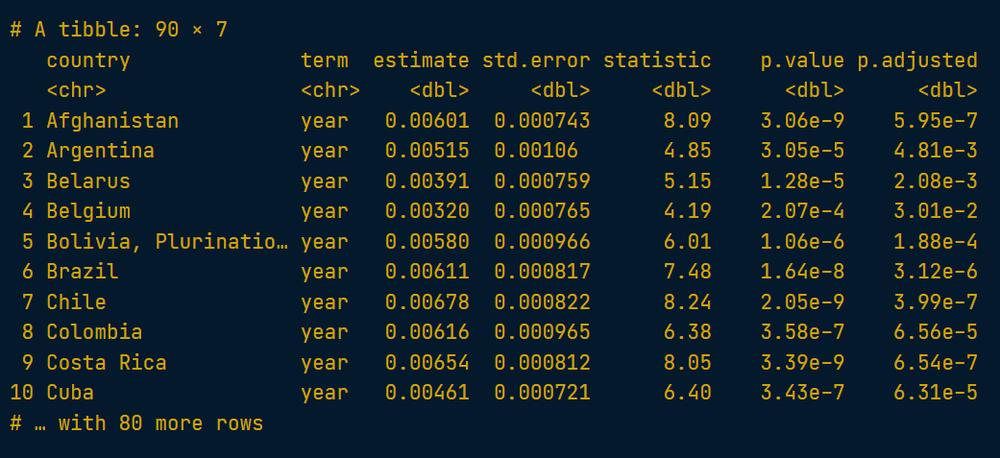 # A tibble: 90 × 7
   country              term  estimate std.error statistic    p.value p.adjusted
   <chr>                <chr>    <dbl>     <dbl>     <dbl>      <dbl>      <dbl>
 1 Afghanistan          year   0.00601  0.000743      8.09    3.06e-9    5.95e-7
 2 Argentina            year   0.00515  0.00106       4.85    3.05e-5    4.81e-3
 3 Belarus              year   0.00391  0.000759      5.15    1.28e-5    2.08e-3
 4 Belgium              year   0.00320  0.000765      4.19    2.07e-4    3.01e-2
 5 Bolivia, Plurinatio… year   0.00580  0.000966      6.01    1.06e-6    1.88e-4
 6 Brazil               year   0.00611  0.000817      7.48    1.64e-8    3.12e-6
 7 Chile                year   0.00678  0.000822      8.24    2.05e-9    3.99e-7
 8 Colombia             year   0.00616  0.000965      6.38    3.58e-7    6.56e-5
 9 Costa Rica           year   0.00654  0.000812      8.05    3.39e-9    6.54e-7
10 Cuba                 year   0.00461  0.000721      6.40    3.43e-7    6.31e-5
# … with 80 more rows